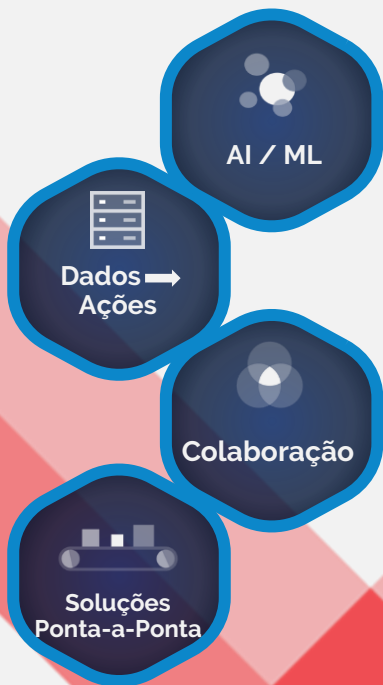 AI / ML
Dados
Ações
Colaboração
Soluções
Ponta-a-Ponta